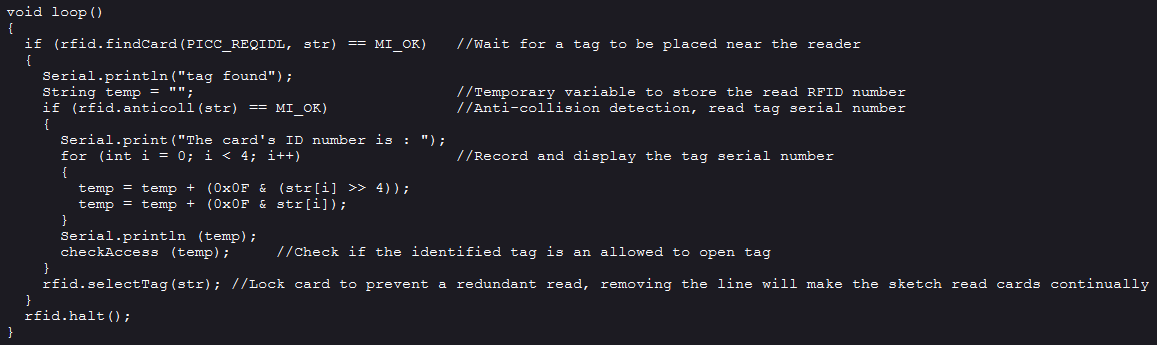 void loop()
{
  if (rfid.findCard(PICC_REQIDL, str) == MI_OK)   //Wait for a tag to be placed near the reader
  {
    Serial.println("tag found");
    String temp = "";                             //Temporary variable to store the read RFID number
    if (rfid.anticoll(str) == MI_OK)              //Anti-collision detection, read tag serial number
    {
      Serial.print("The card's ID number is : ");
      for (int i = 0; i < 4; i++)                 //Record and display the tag serial number
      {
        temp = temp + (0x0F & (str[i] >> 4));
        temp = temp + (0x0F & str[i]);
      }
      Serial.println (temp);
      checkAccess (temp);     //Check if the identified tag is an allowed to open tag
    }
    rfid.selectTag(str); //Lock card to prevent a redundant read, removing the line will make the sketch read cards continually
  }
  rfid.halt();
}